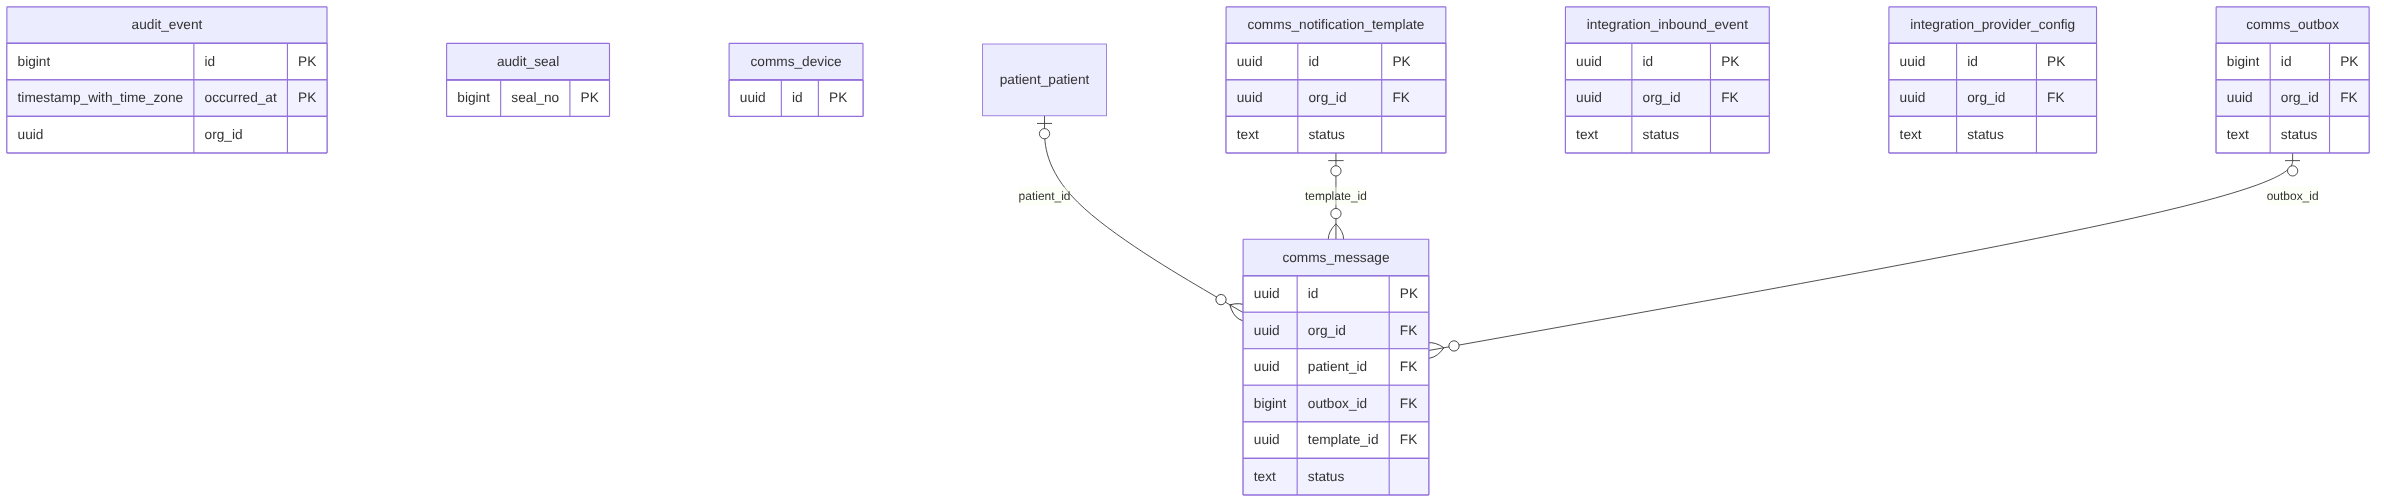 audit_event
bigint id PK
timestamp_with_time_zone occurred_at PK
uuid org_id
audit_seal
bigint seal_no PK
comms_device
uuid id PK
patient_patient
comms_notification_template
uuid id PK
uuid org_id FK
text status
integration_inbound_event
uuid id PK
uuid org_id FK
text status
integration_provider_config
uuid id PK
uuid org_id FK
text status
comms_outbox
bigint id PK
uuid org_id FK
text status
patient_id
template_id
outbox_id
comms_message
uuid id PK
uuid org_id FK
uuid patient_id FK
bigint outbox_id FK
uuid template_id FK
text status